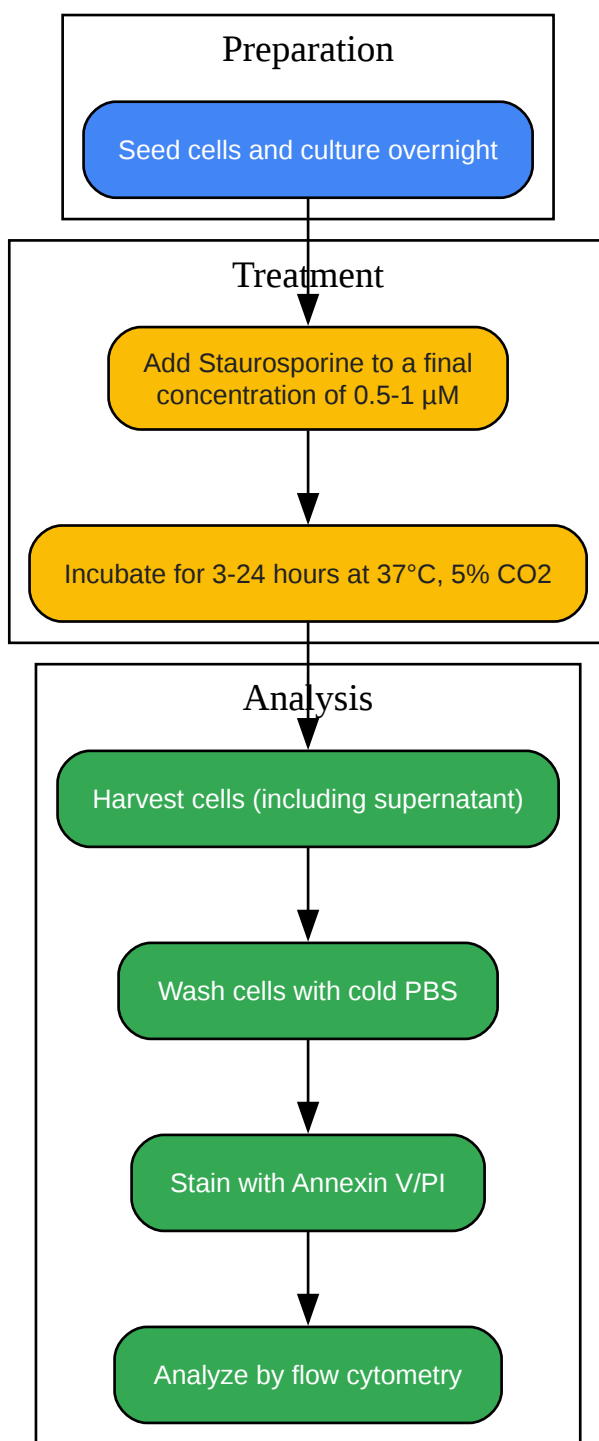 Preparation
Seed cells and culture overnight
Treatment
Add Staurosporine to a final
concentration of 0.5-1 µM
Incubate for 3-24 hours at 37°C, 5% CO2
Analysis
Harvest cells (including supernatant)
Wash cells with cold PBS
Stain with Annexin V/PI
Analyze by flow cytometry